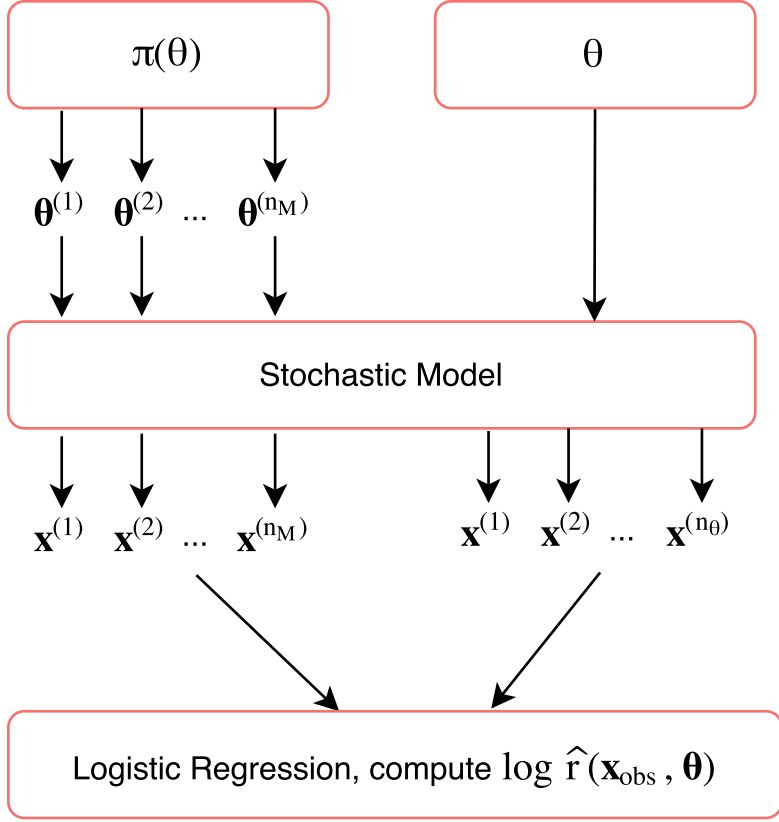 π(θ) θ
θ(1) θ(2) ... θ(nM)
Stochastic Model
x(1) x(2) ... x(nM) x(1) x(2) ... x(nθ)
Logistic Regression, compute log r̂(xobs , θ)